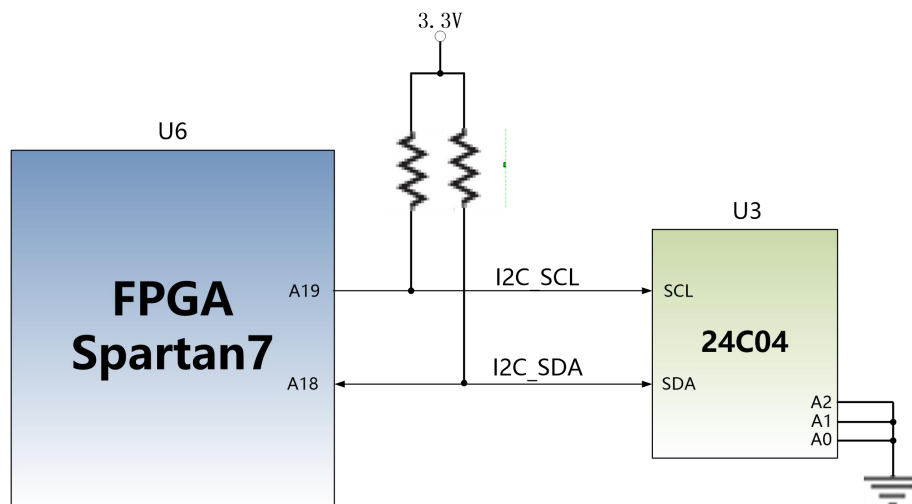 3.3V
U6
U3
FPGA
Spartan7
A19
I2C_SCL
SCL
24C04
A18
I2C_SDA
SDA
A2
A1
A0